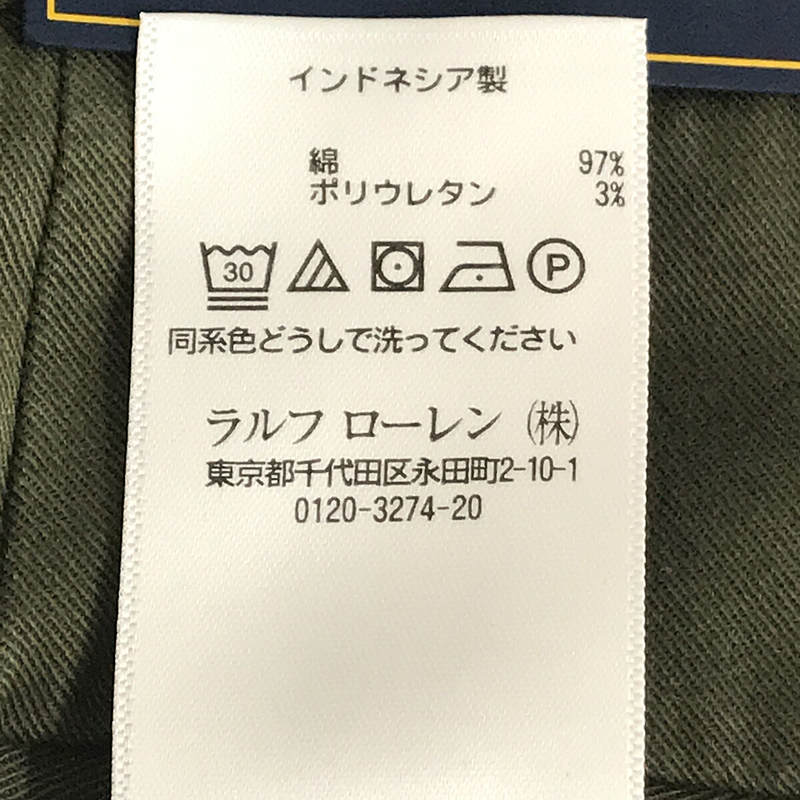 インドネシア製
綿 97%
ポリウレタン 3%
30 P
同系色どうしで洗ってください
ラルフ ローレン ㈱
東京都千代田区永田町2-10-1
0120-3274-20